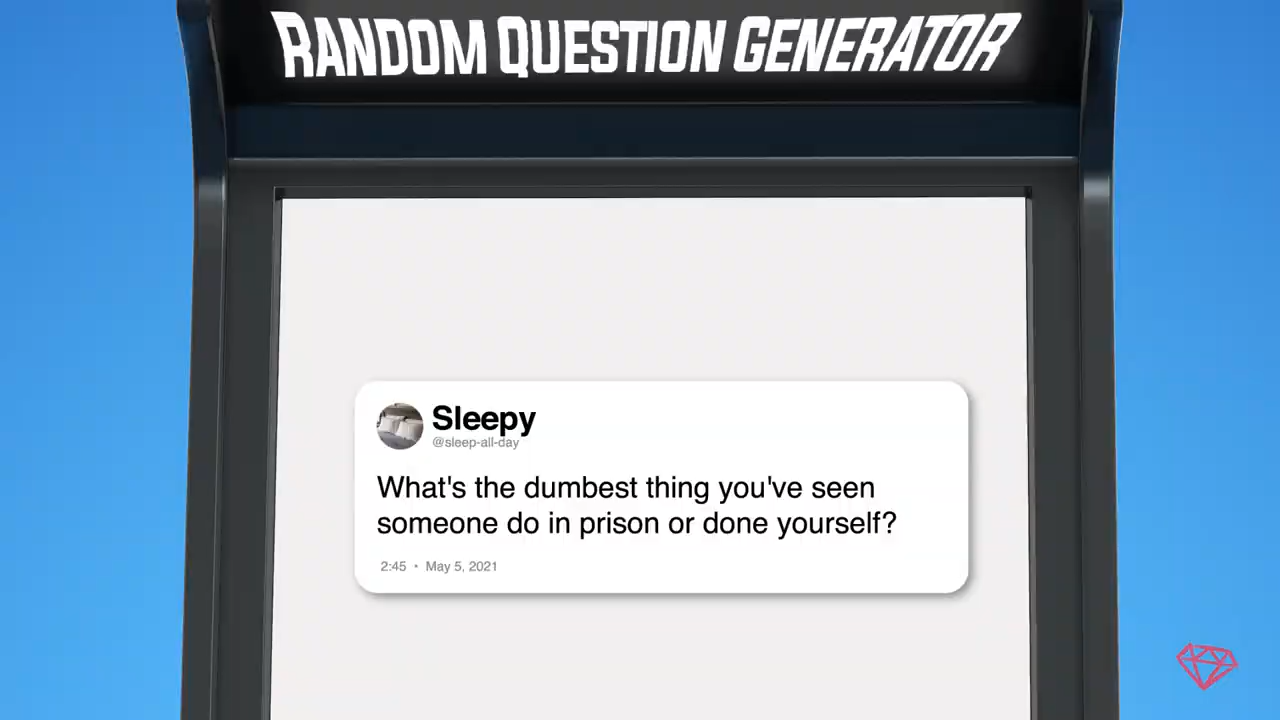 RANDOM QUESTION GENERATOR
Sleepy
@sleep-all-day
What's the dumbest thing you've seen
someone do in prison or done yourself?
2:45 • May 5, 2021